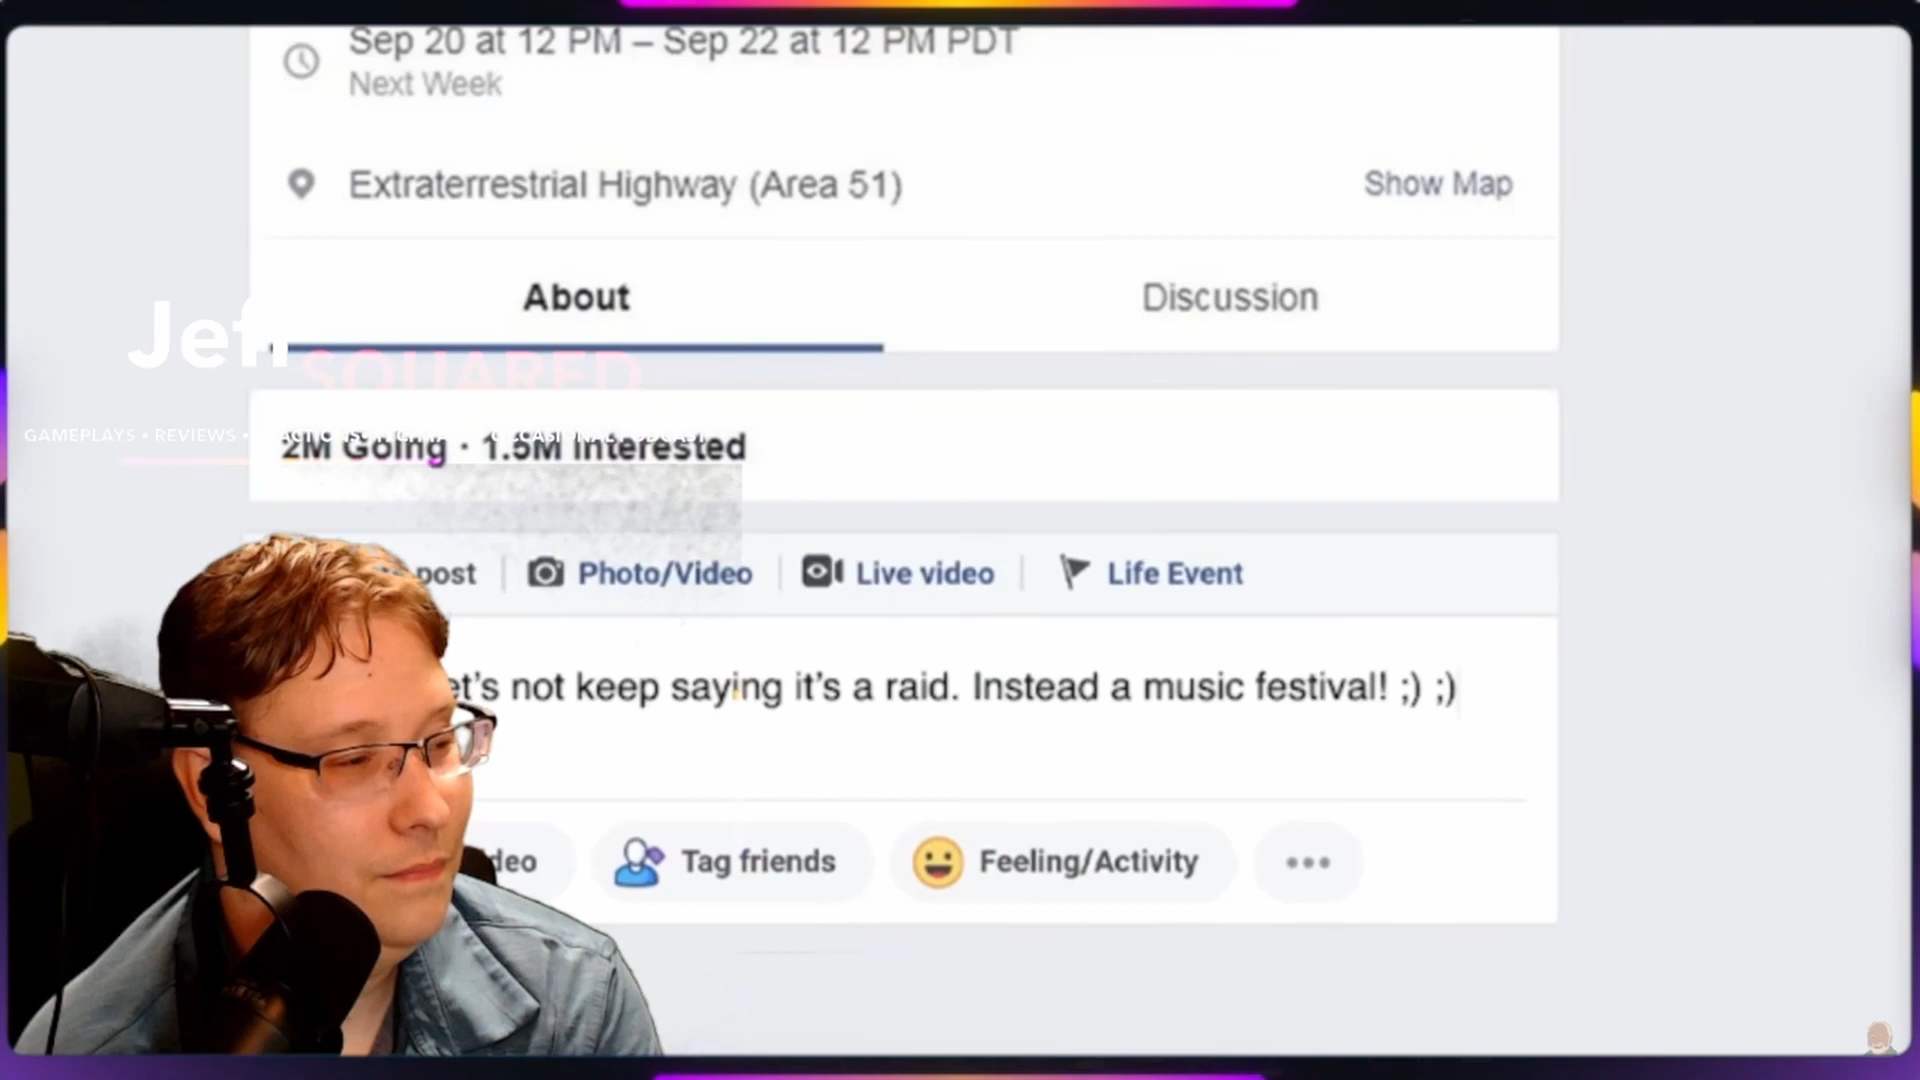 Sep 20 at 12 PM – Sep 22 at 12 PM PDT
Next Week
Extraterrestrial Highway (Area 51)
Show Map
About
Discussion
Jeff
SQUARED
GAMEPLAYS • REVIEWS •
2M Going · 1.5M Interested
post
Photo/Video
Live video
Life Event
et's not keep saying it's a raid. Instead a music festival! ;) ;)
deo
Tag friends
Feeling/Activity